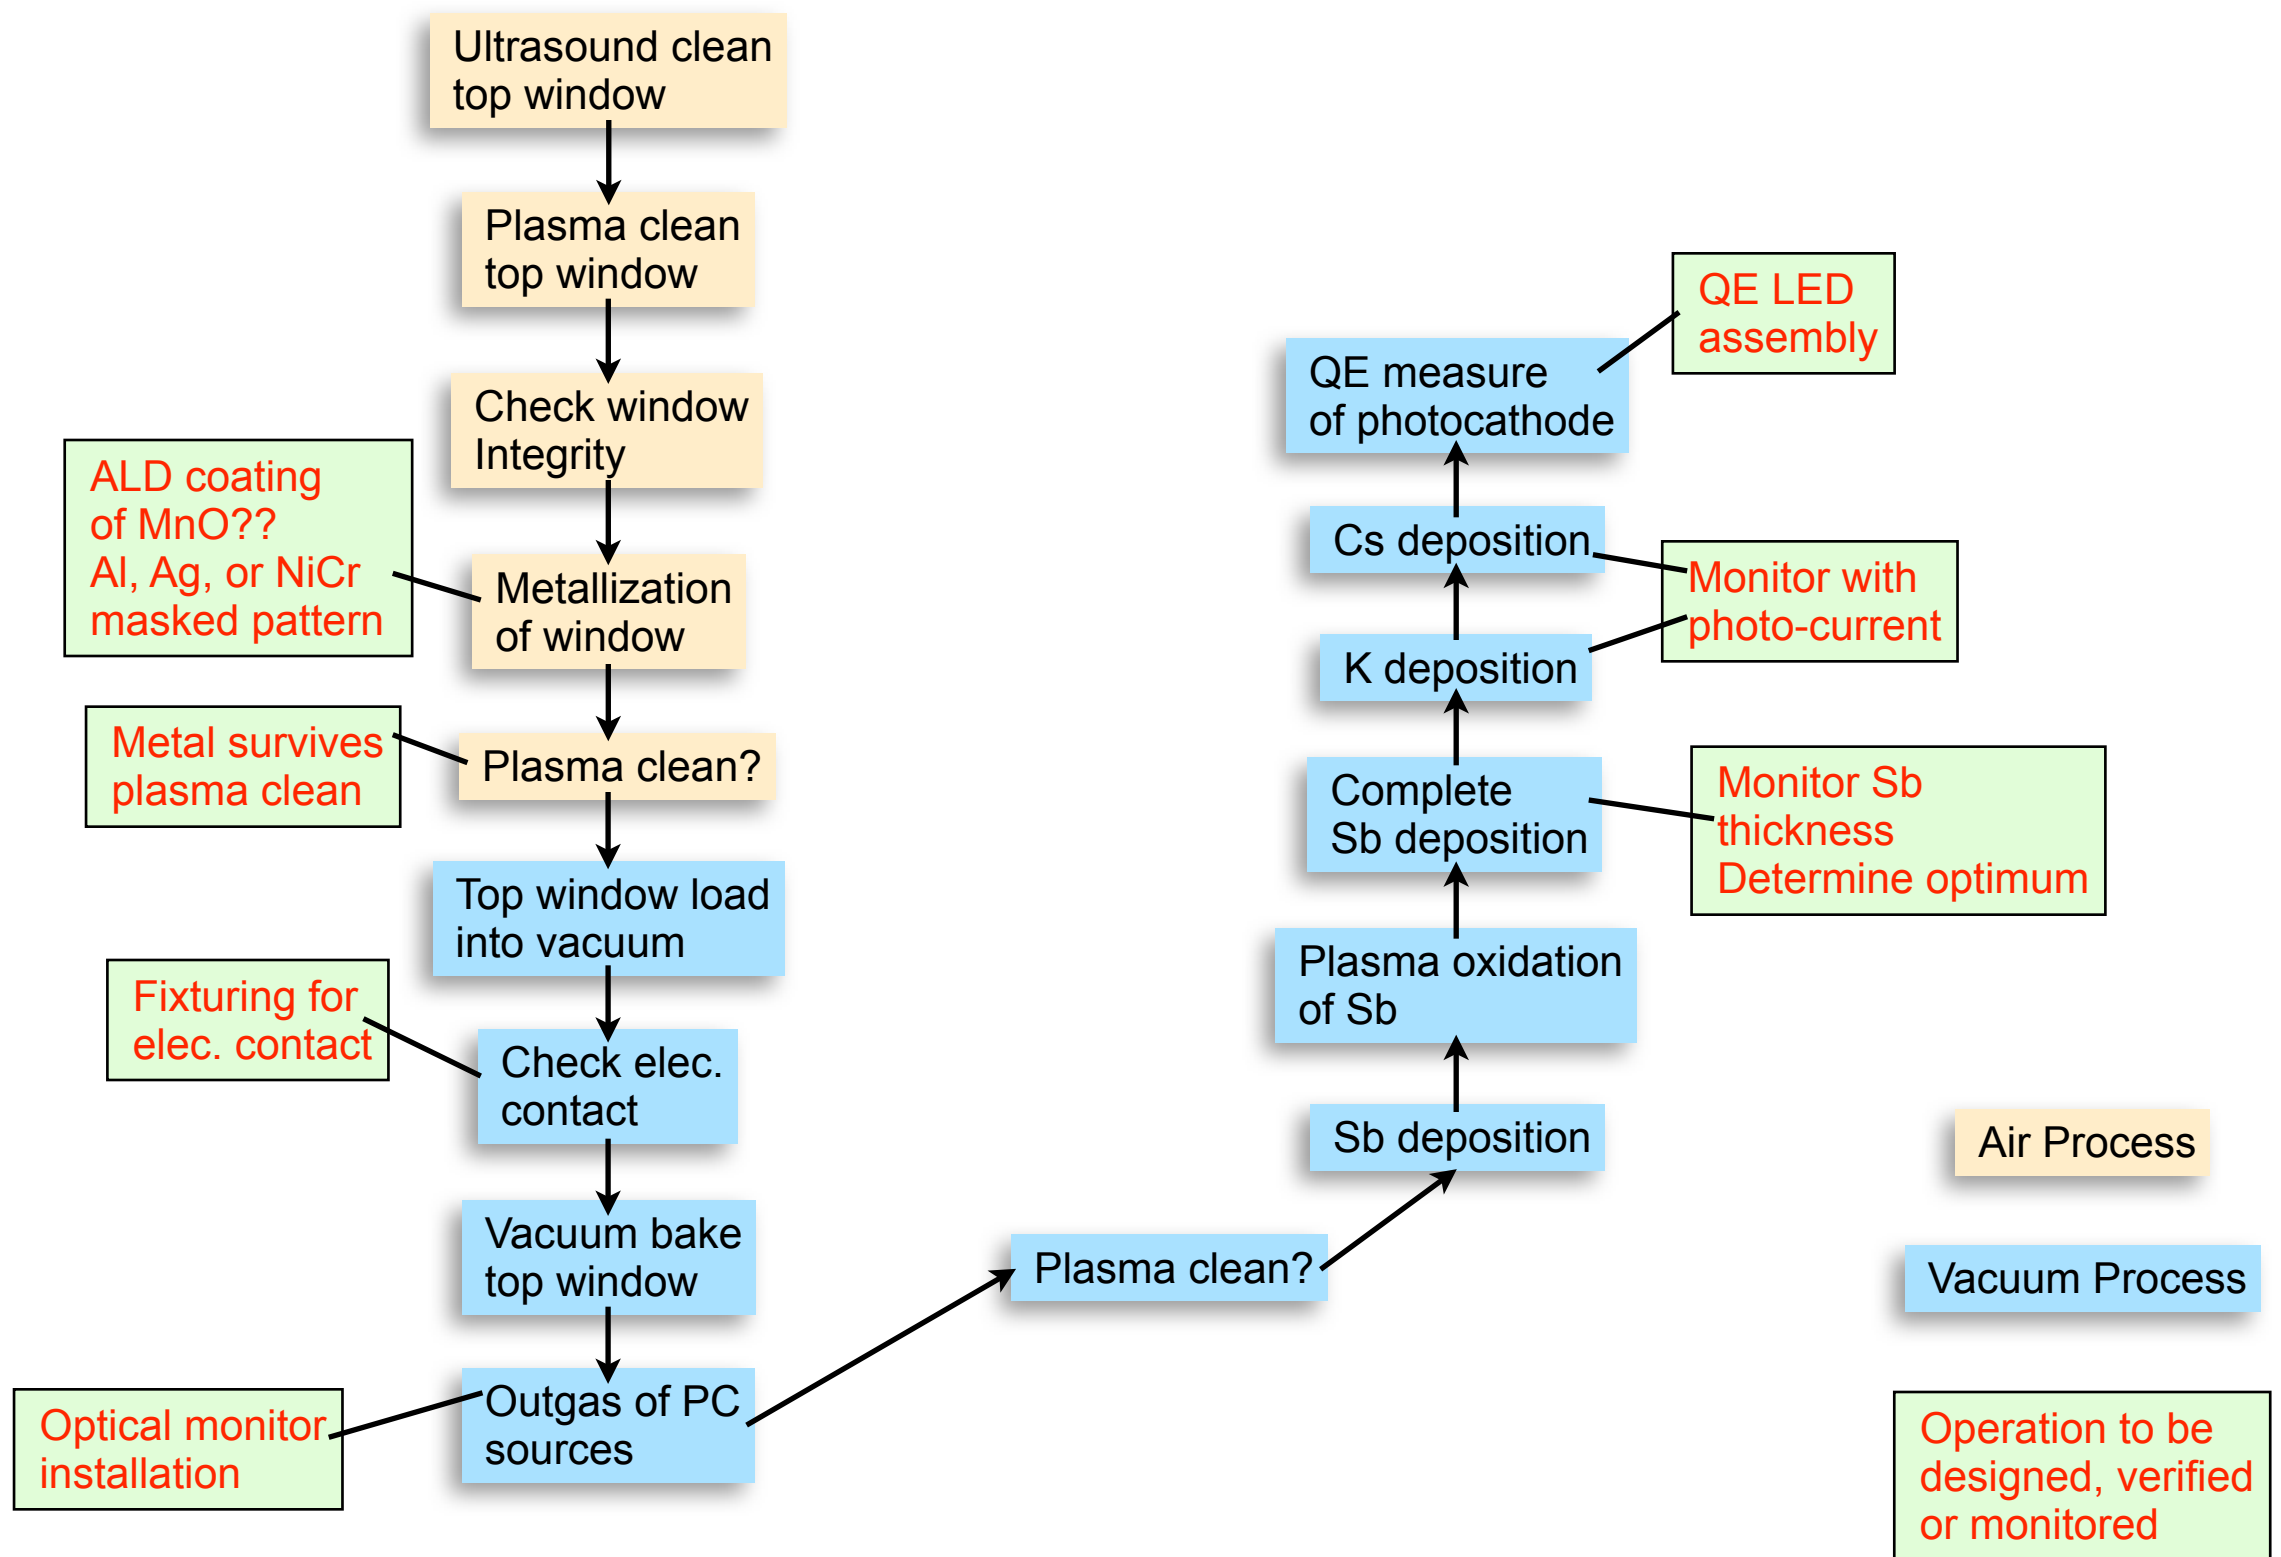 Ultrasound clean
top window
Plasma clean
top window
Check window
Integrity
ALD coating
of MnO??
Al, Ag, or NiCr
masked pattern
Metallization
of window
Metal survives
plasma clean
Plasma clean?
Top window load
into vacuum
Fixturing for
elec. contact
Check elec.
contact
Vacuum bake
top window
Optical monitor
installation
Outgas of PC
sources
Plasma clean?
Sb deposition
Plasma oxidation
of Sb
Complete
Sb deposition
Monitor Sb
thickness
Determine optimum
K deposition
Cs deposition
Monitor with
photo-current
QE measure
of photocathode
QE LED
assembly
Air Process
Vacuum Process
Operation to be
designed, verified
or monitored